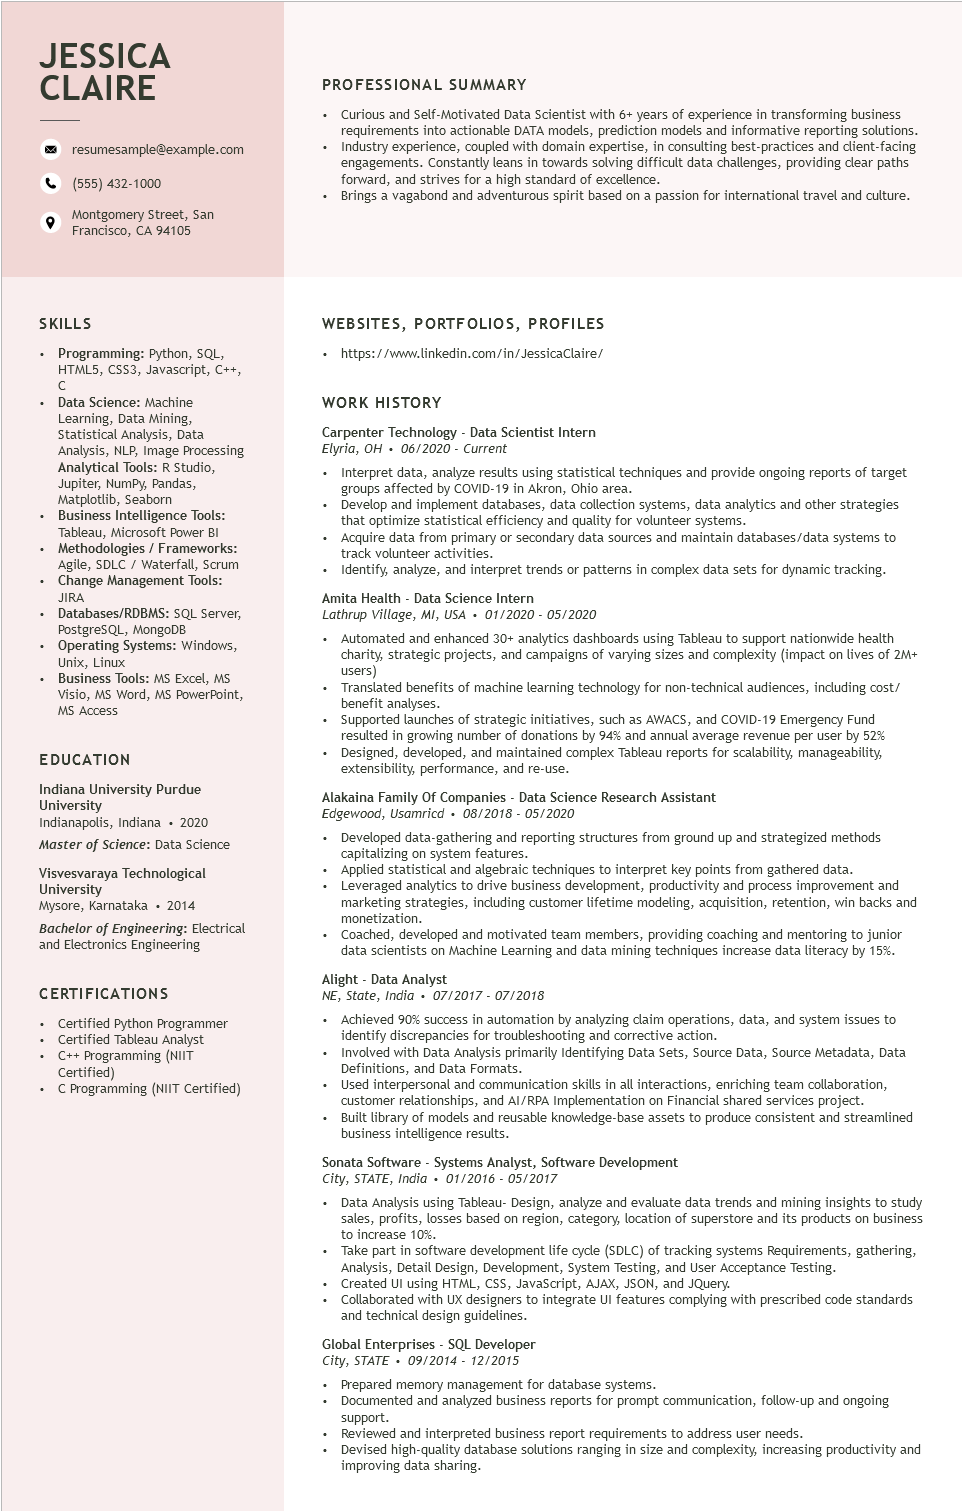 JESSICA
CLAIRE
resumesample@example.com
(555) 432-1000
Montgomery Street, San
Francisco, CA 94105
PROFESSIONAL SUMMARY
• Curious and Self-Motivated Data Scientist with 6+ years of experience in transforming business
requirements into actionable DATA models, prediction models and informative reporting solutions.
• Industry experience, coupled with domain expertise, in consulting best-practices and client-facing
engagements. Constantly leans in towards solving difficult data challenges, providing clear paths
forward, and strives for a high standard of excellence.
• Brings a vagabond and adventurous spirit based on a passion for international travel and culture.
SKILLS
• Programming: Python, SQL,
HTML5, CSS3, Javascript, C++,
C
• Data Science: Machine
Learning, Data Mining,
Statistical Analysis, Data
Analysis, NLP, Image Processing
Analytical Tools: R Studio,
Jupiter, NumPy, Pandas,
Matplotlib, Seaborn
• Business Intelligence Tools:
Tableau, Microsoft Power BI
• Methodologies / Frameworks:
Agile, SDLC / Waterfall, Scrum
• Change Management Tools:
JIRA
• Databases/RDBMS: SQL Server,
PostgreSQL, MongoDB
• Operating Systems: Windows,
Unix, Linux
• Business Tools: MS Excel, MS
Visio, MS Word, MS PowerPoint,
MS Access
EDUCATION
Indiana University Purdue
University
Indianapolis, Indiana • 2020
Master of Science: Data Science
Visvesvaraya Technological
University
Mysore, Karnataka • 2014
Bachelor of Engineering: Electrical
and Electronics Engineering
CERTIFICATIONS
• Certified Python Programmer
• Certified Tableau Analyst
• C++ Programming (NIIT
Certified)
• C Programming (NIIT Certified)
WEBSITES, PORTFOLIOS, PROFILES
• https://www.linkedin.com/in/JessicaClaire/
WORK HISTORY
Carpenter Technology - Data Scientist Intern
Elyria, OH • 06/2020 - Current
• Interpret data, analyze results using statistical techniques and provide ongoing reports of target
groups affected by COVID-19 in Akron, Ohio area.
• Develop and implement databases, data collection systems, data analytics and other strategies
that optimize statistical efficiency and quality for volunteer systems.
• Acquire data from primary or secondary data sources and maintain databases/data systems to
track volunteer activities.
• Identify, analyze, and interpret trends or patterns in complex data sets for dynamic tracking.
Amita Health - Data Science Intern
Lathrup Village, MI, USA • 01/2020 - 05/2020
• Automated and enhanced 30+ analytics dashboards using Tableau to support nationwide health
charity, strategic projects, and campaigns of varying sizes and complexity (impact on lives of 2M+
users)
• Translated benefits of machine learning technology for non-technical audiences, including cost/
benefit analyses.
• Supported launches of strategic initiatives, such as AWACS, and COVID-19 Emergency Fund
resulted in growing number of donations by 94% and annual average revenue per user by 52%
• Designed, developed, and maintained complex Tableau reports for scalability, manageability,
extensibility, performance, and re-use.
Alakaina Family Of Companies - Data Science Research Assistant
Edgewood, Usamricd • 08/2018 - 05/2020
• Developed data-gathering and reporting structures from ground up and strategized methods
capitalizing on system features.
• Applied statistical and algebraic techniques to interpret key points from gathered data.
• Leveraged analytics to drive business development, productivity and process improvement and
marketing strategies, including customer lifetime modeling, acquisition, retention, win backs and
monetization.
• Coached, developed and motivated team members, providing coaching and mentoring to junior
data scientists on Machine Learning and data mining techniques increase data literacy by 15%.
Alight - Data Analyst
NE, State, India • 07/2017 - 07/2018
• Achieved 90% success in automation by analyzing claim operations, data, and system issues to
identify discrepancies for troubleshooting and corrective action.
• Involved with Data Analysis primarily Identifying Data Sets, Source Data, Source Metadata, Data
Definitions, and Data Formats.
• Used interpersonal and communication skills in all interactions, enriching team collaboration,
customer relationships, and AI/RPA Implementation on Financial shared services project.
• Built library of models and reusable knowledge-base assets to produce consistent and streamlined
business intelligence results.
Sonata Software - Systems Analyst, Software Development
City, STATE, India • 01/2016 - 05/2017
• Data Analysis using Tableau- Design, analyze and evaluate data trends and mining insights to study
sales, profits, losses based on region, category, location of superstore and its products on business
to increase 10%.
• Take part in software development life cycle (SDLC) of tracking systems Requirements, gathering,
Analysis, Detail Design, Development, System Testing, and User Acceptance Testing.
• Created UI using HTML, CSS, JavaScript, AJAX, JSON, and JQuery.
• Collaborated with UX designers to integrate UI features complying with prescribed code standards
and technical design guidelines.
Global Enterprises - SQL Developer
City, STATE • 09/2014 - 12/2015
• Prepared memory management for database systems.
• Documented and analyzed business reports for prompt communication, follow-up and ongoing
support.
• Reviewed and interpreted business report requirements to address user needs.
• Devised high-quality database solutions ranging in size and complexity, increasing productivity and
improving data sharing.